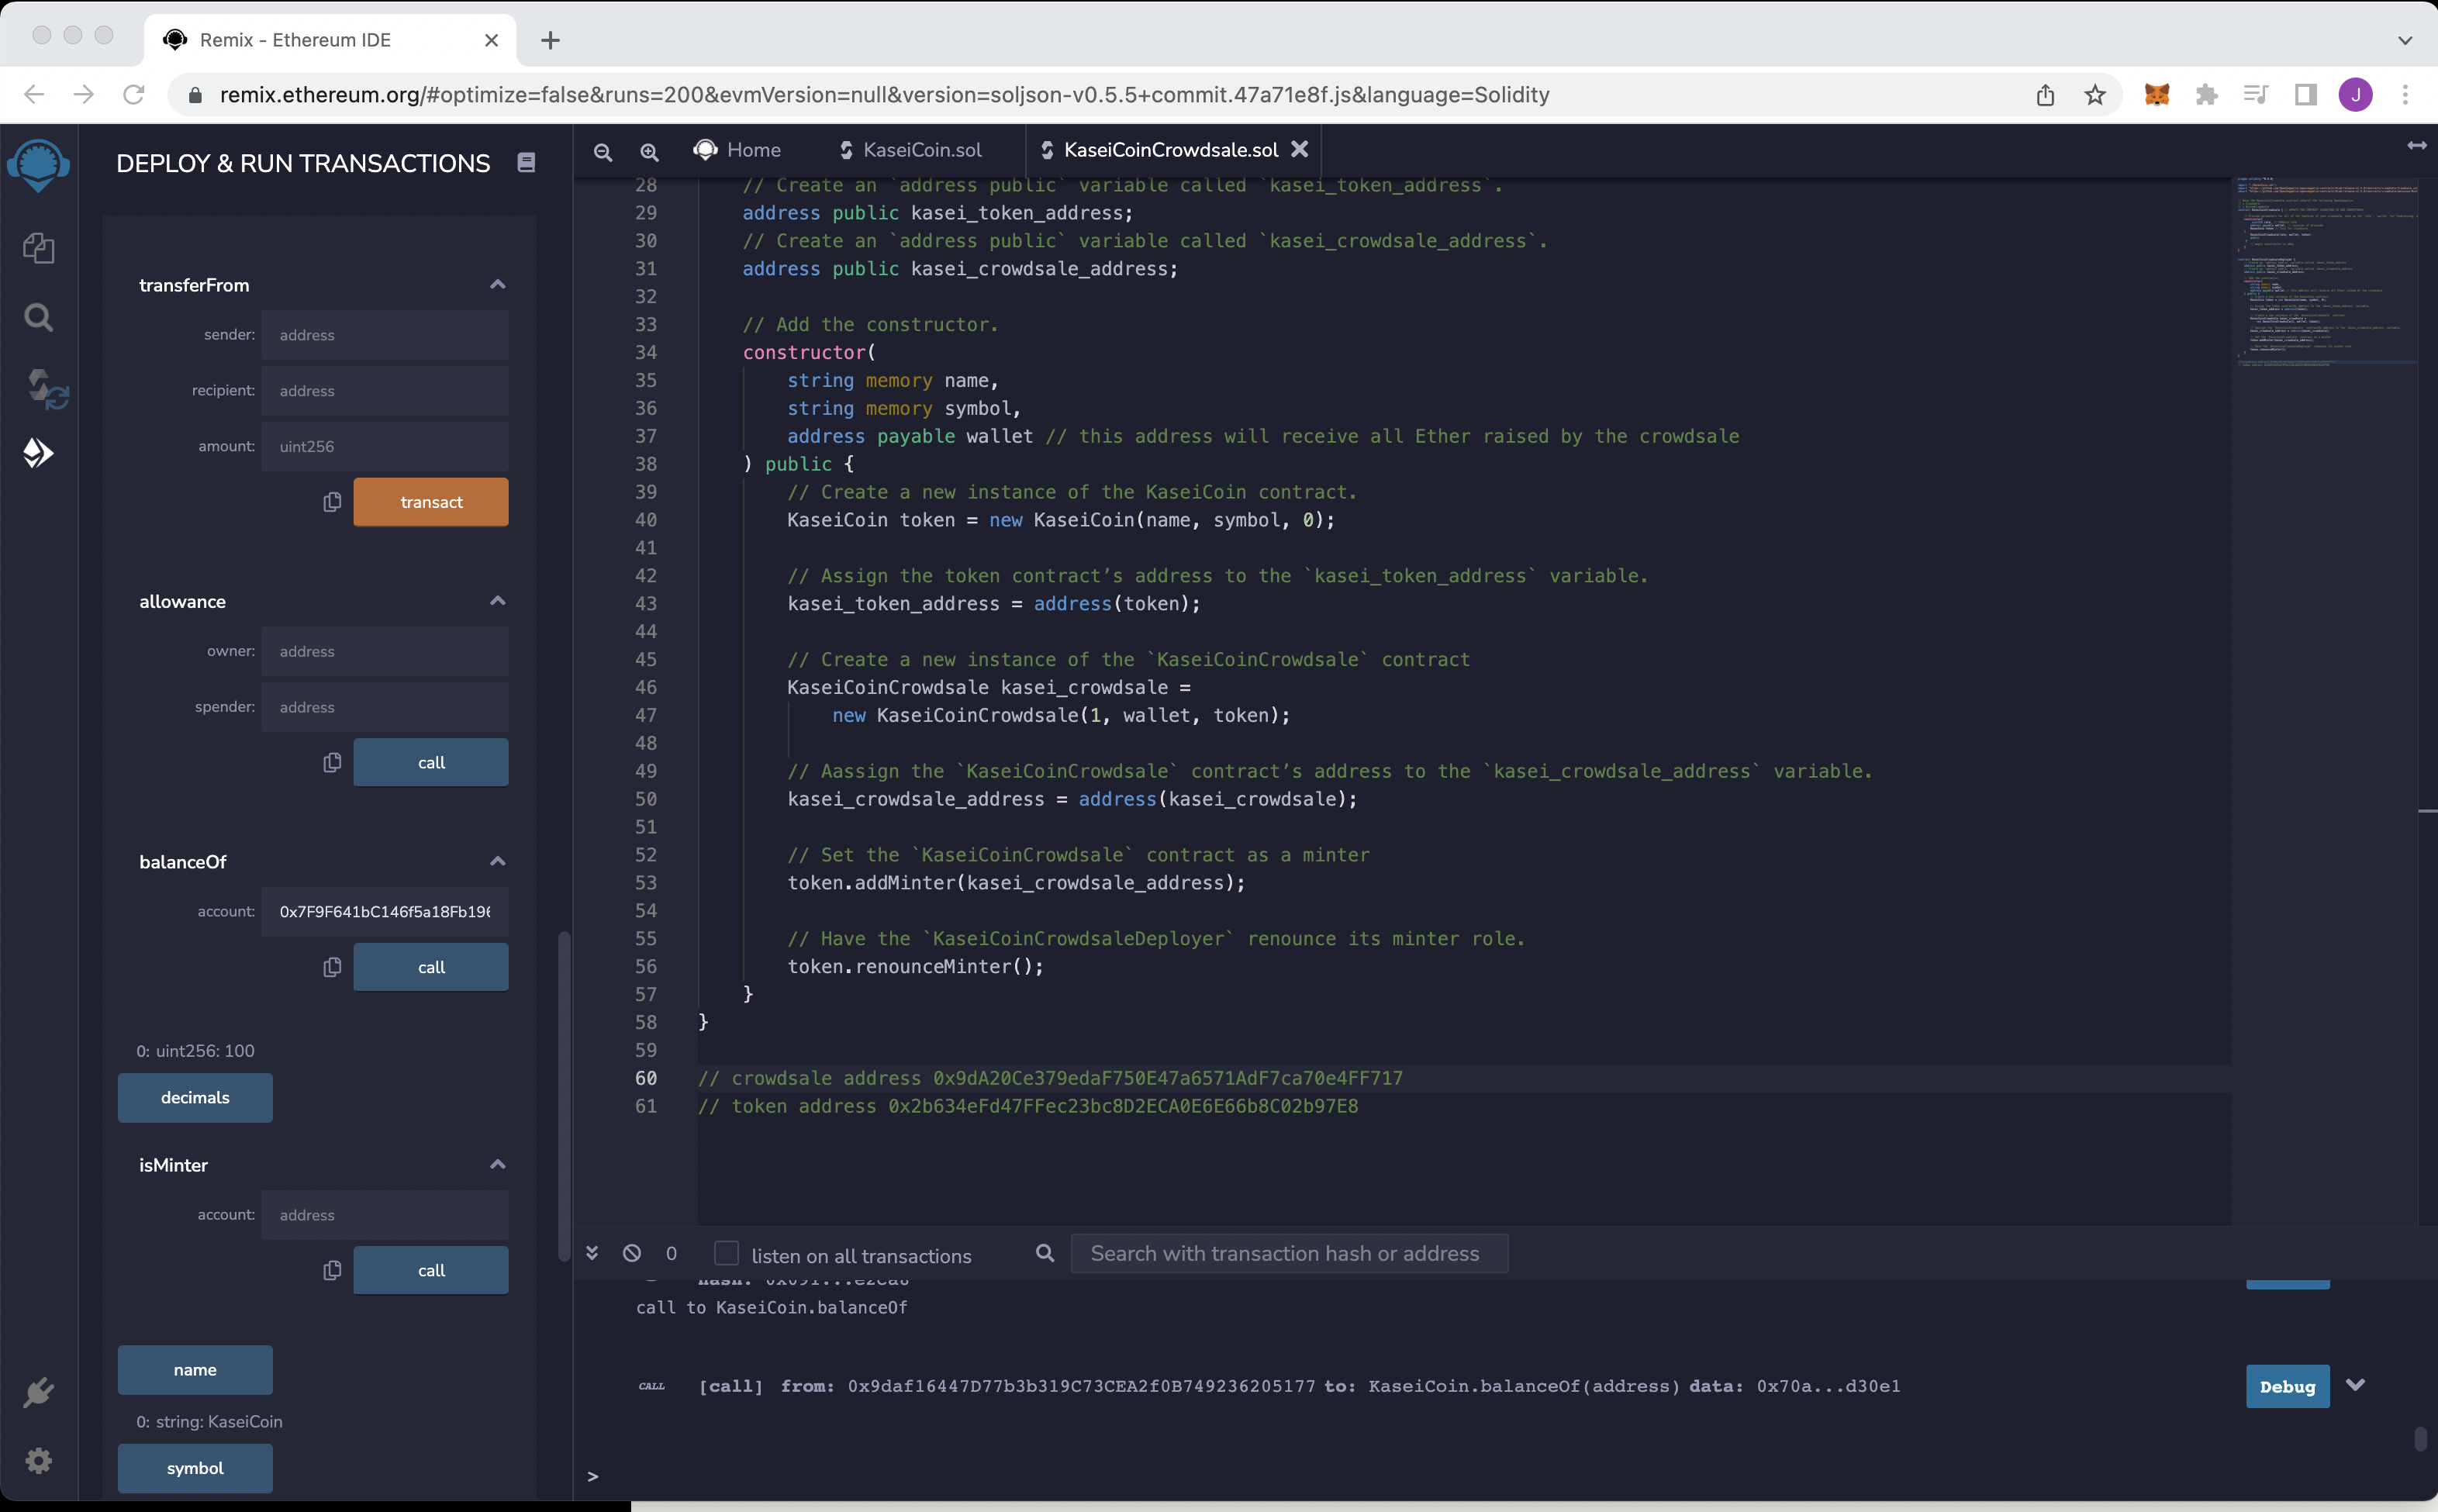 Remix - Ethereum IDE
remix.ethereum.org/#optimize=false&runs=200&evmVersion=null&version=soljson-v0.5.5+commit.47a71e8f.js&language=Solidity
J
DEPLOY & RUN TRANSACTIONS
transferFrom
sender: address
recipient: address
amount: uint256
transact
allowance
owner: address
spender: address
call
balanceOf
account: 0x7F9F641bC146f5a18Fb196
call
0: uint256: 100
decimals
isMinter
account: address
call
name
0: string: KaseiCoin
symbol
Home
KaseiCoin.sol
KaseiCoinCrowdsale.sol
28 // Create an `address public` variable called `kasei_token_address`.
29 address public kasei_token_address;
30 // Create an `address public` variable called `kasei_crowdsale_address`.
31 address public kasei_crowdsale_address;
32
33 // Add the constructor.
34 constructor(
35 string memory name,
36 string memory symbol,
37 address payable wallet // this address will receive all Ether raised by the crowdsale
38 ) public {
39 // Create a new instance of the KaseiCoin contract.
40 KaseiCoin token = new KaseiCoin(name, symbol, 0);
41
42 // Assign the token contract’s address to the `kasei_token_address` variable.
43 kasei_token_address = address(token);
44
45 // Create a new instance of the `KaseiCoinCrowdsale` contract
46 KaseiCoinCrowdsale kasei_crowdsale =
47 new KaseiCoinCrowdsale(1, wallet, token);
48
49 // Aassign the `KaseiCoinCrowdsale` contract’s address to the `kasei_crowdsale_address` variable.
50 kasei_crowdsale_address = address(kasei_crowdsale);
51
52 // Set the `KaseiCoinCrowdsale` contract as a minter
53 token.addMinter(kasei_crowdsale_address);
54
55 // Have the `KaseiCoinCrowdsaleDeployer` renounce its minter role.
56 token.renounceMinter();
57 }
58 }
59
60 // crowdsale address 0x9dA20Ce379edaF750E47a6571AdF7ca70e4FF717
61 // token address 0x2b634eFd47FFec23bc8D2ECA0E6E66b8C02b97E8
0
listen on all transactions
Search with transaction hash or address
call to KaseiCoin.balanceOf
CALL [call] from: 0x9daf16447D77b3b319C73CEA2f0B749236205177 to: KaseiCoin.balanceOf(address) data: 0x70a...d30e1
Debug
>